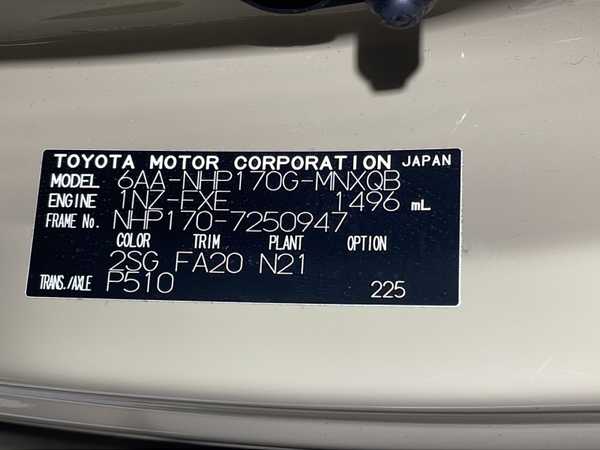 TOYOTA MOTOR CORPORATION JAPAN
MODEL 6AA-NHP170G-MNXQB
ENGINE 1NZ-FXE 1496 mL
FRAME No. NHP170-7250947
COLOR TRIM PLANT OPTION
2SG FA20 N21
TRANS./AXLE P510 225